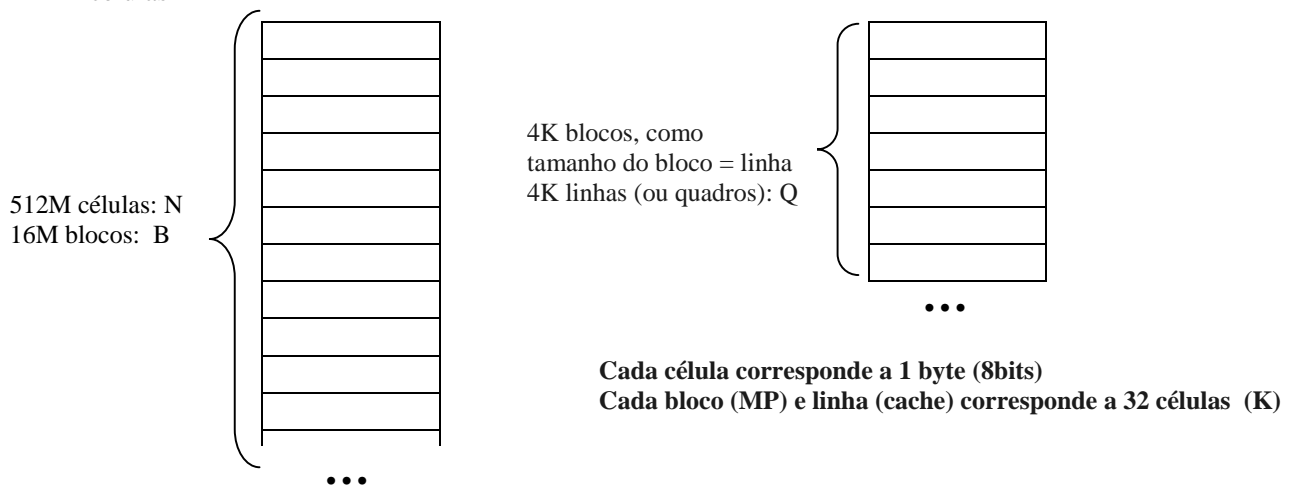 4K blocos, como
tamanho do bloco = linha
4K linhas (ou quadros): Q
512M células: N
16M blocos: B
...
Cada célula corresponde a 1 byte (8bits)
Cada bloco (MP) e linha (cache) corresponde a 32 células (K)
...